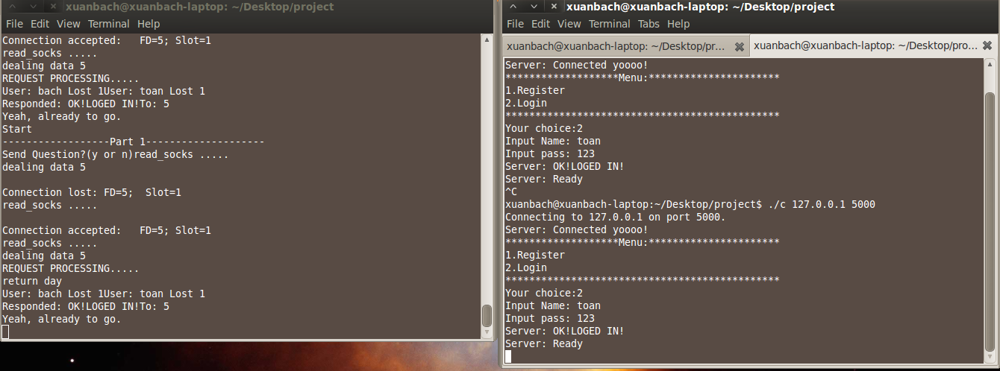 xuanbach@xuanbach-laptop: ~/Desktop/project
File Edit View Terminal Help
Connection accepted:   FD=5; Slot=1
read_socks .....
dealing data 5
REQUEST PROCESSING.....
User: bach Lost 1User: toan Lost 1
Responded: OK!LOGED IN!To: 5
Yeah, already to go.
Start
------------------Part 1--------------------
Send Question?(y or n)read_socks .....
dealing data 5
Connection lost: FD=5;  Slot=1
read_socks .....
Connection accepted:   FD=5; Slot=1
read_socks .....
dealing data 5
REQUEST PROCESSING.....
return day
User: bach Lost 1User: toan Lost 1
Responded: OK!LOGED IN!To: 5
Yeah, already to go.
xuanbach@xuanbach-laptop: ~/Desktop/project
File Edit View Terminal Tabs Help
xuanbach@xuanbach-laptop: ~/Desktop/pr...
xuanbach@xuanbach-laptop: ~/Desktop/pro...
Server: Connected yoooo!
*******************Menu:**********************
1.Register
2.Login
**********************************************
Your choice:2
Input Name: toan
Input pass: 123
Server: OK!LOGED IN!
Server: Ready
^C
xuanbach@xuanbach-laptop:~/Desktop/project$ ./c 127.0.0.1 5000
Connecting to 127.0.0.1 on port 5000.
Server: Connected yoooo!
*******************Menu:**********************
1.Register
2.Login
**********************************************
Your choice:2
Input Name: toan
Input pass: 123
Server: OK!LOGED IN!
Server: Ready